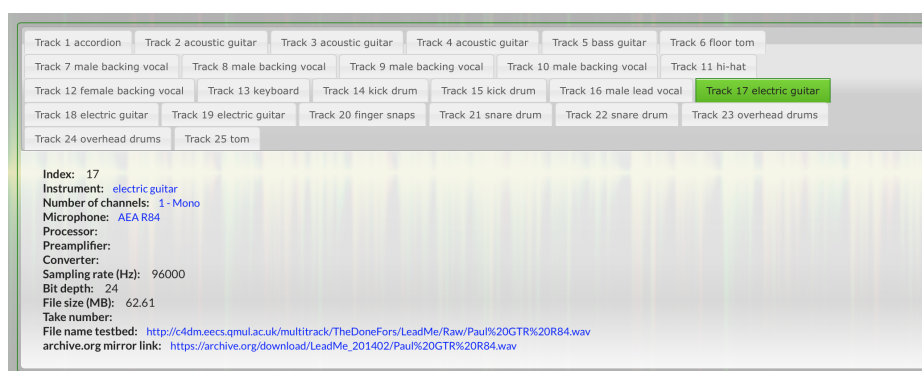 Track 1 accordion Track 2 acoustic guitar Track 3 acoustic guitar Track 4 acoustic guitar Track 5 bass guitar Track 6 floor tom
Track 7 male backing vocal Track 8 male backing vocal Track 9 male backing vocal Track 10 male backing vocal Track 11 hi-hat
Track 12 female backing vocal Track 13 keyboard Track 14 kick drum Track 15 kick drum Track 16 male lead vocal Track 17 electric guitar
Track 18 electric guitar Track 19 electric guitar Track 20 finger snaps Track 21 snare drum Track 22 snare drum Track 23 overhead drums
Track 24 overhead drums Track 25 tom
Index: 17
Instrument: electric guitar
Number of channels: 1 - Mono
Microphone: AEA R84
Processor:
Preamplifier:
Converter:
Sampling rate (Hz): 96000
Bit depth: 24
File size (MB): 62.61
Take number:
File name testbed: http://c4dm.eecs.qmul.ac.uk/multitrack/TheDoneFors/LeadMe/Raw/Paul%20GTR%20R84.wav
archive.org mirror link: https://archive.org/download/LeadMe_201402/Paul%20GTR%20R84.wav